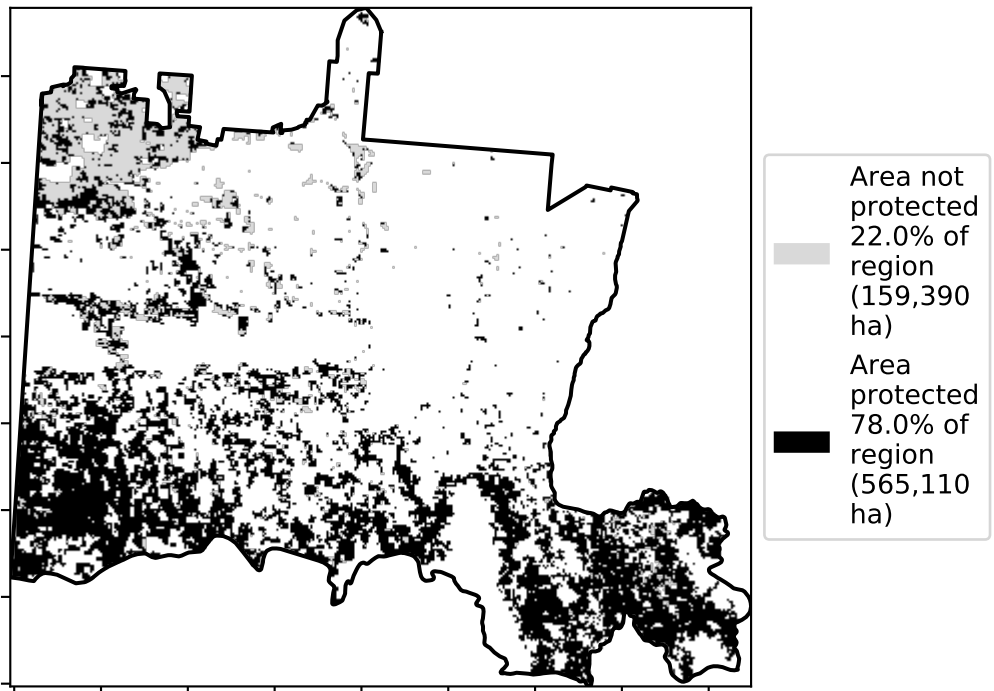 Area not
protected
22.0% of
region
(159,390
ha)
Area
protected
78.0% of
region
(565,110
ha)